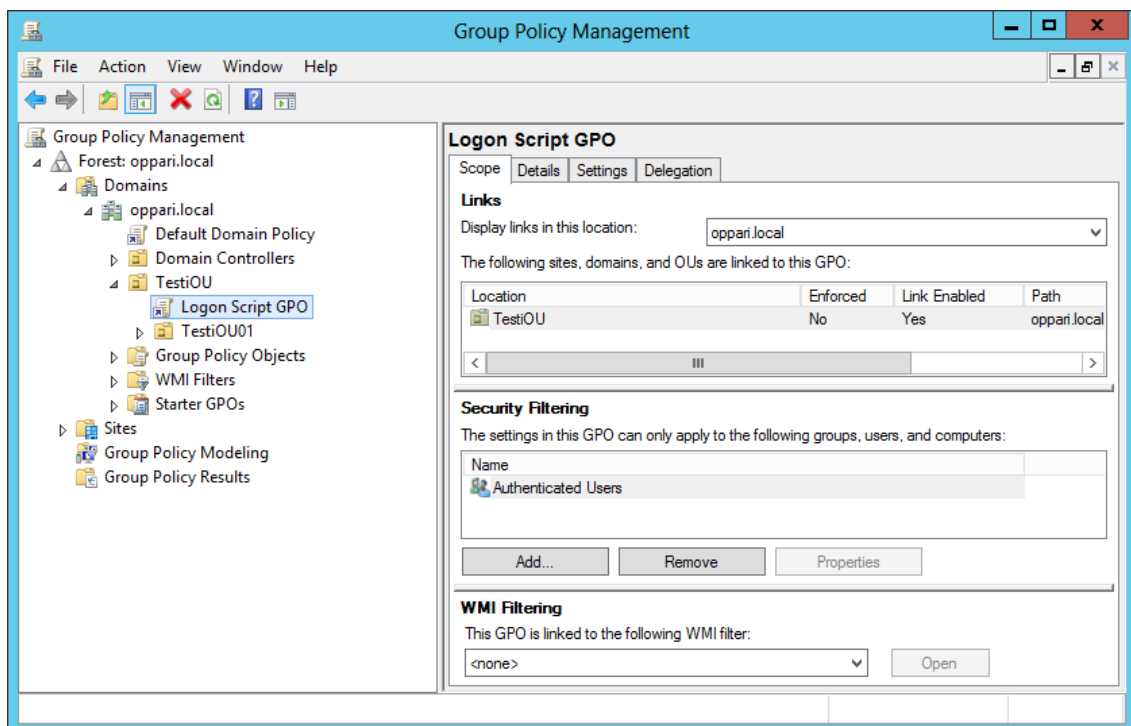 Group Policy Management
File Action View Window Help
Group Policy Management
Forest: oppari.local
Domains
oppari.local
Default Domain Policy
Domain Controllers
TestiOU
Logon Script GPO
TestiOU01
Group Policy Objects
WMI Filters
Starter GPOs
Sites
Group Policy Modeling
Group Policy Results
Logon Script GPO
Scope Details Settings Delegation
Links
Display links in this location: oppari.local
The following sites, domains, and OUs are linked to this GPO:
Location Enforced Link Enabled Path
TestiOU No Yes oppari.local
Security Filtering
The settings in this GPO can only apply to the following groups, users, and computers:
Name
Authenticated Users
Add... Remove Properties
WMI Filtering
This GPO is linked to the following WMI filter:
<none> Open